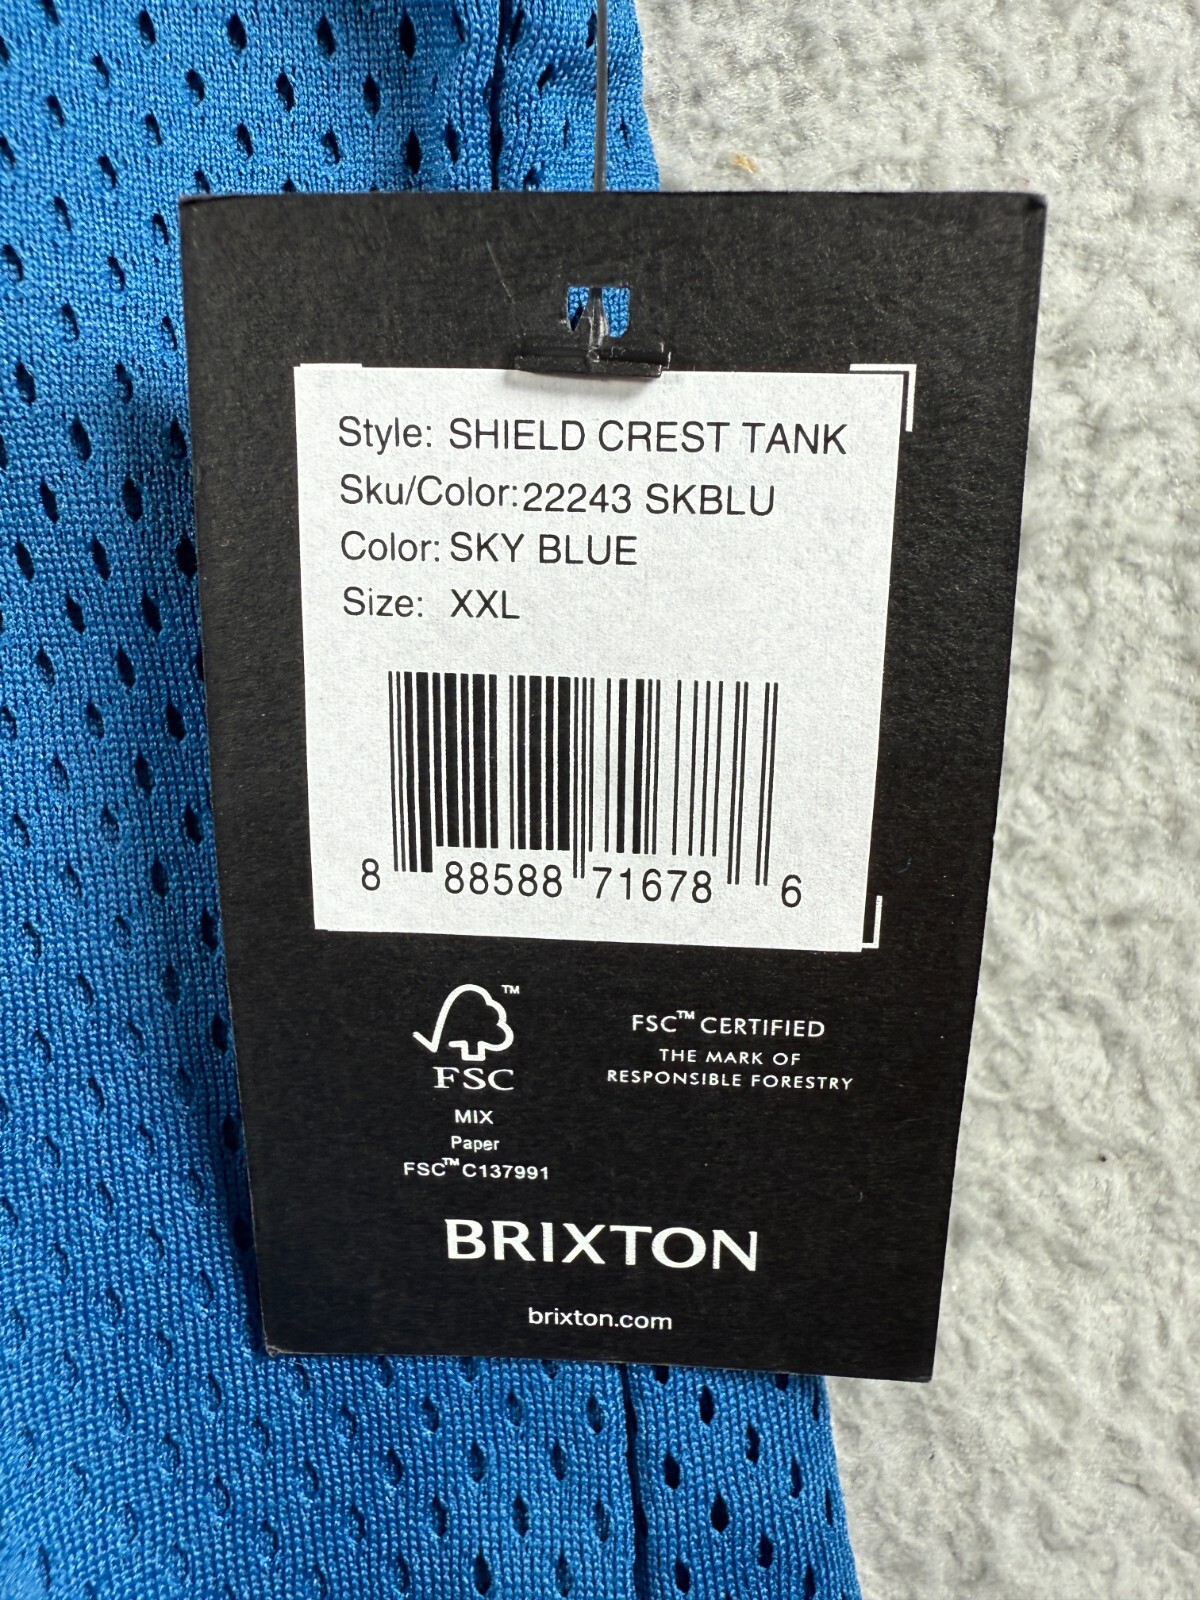 Style: SHIELD CREST TANK
Sku/Color:22243 SKBLU
Color: SKY BLUE
Size: XXL
8 88588 71678 6
™
FSC
MIX
Paper
FSC™ C137991
FSC™ CERTIFIED
THE MARK OF
RESPONSIBLE FORESTRY
BRIXTON
brixton.com